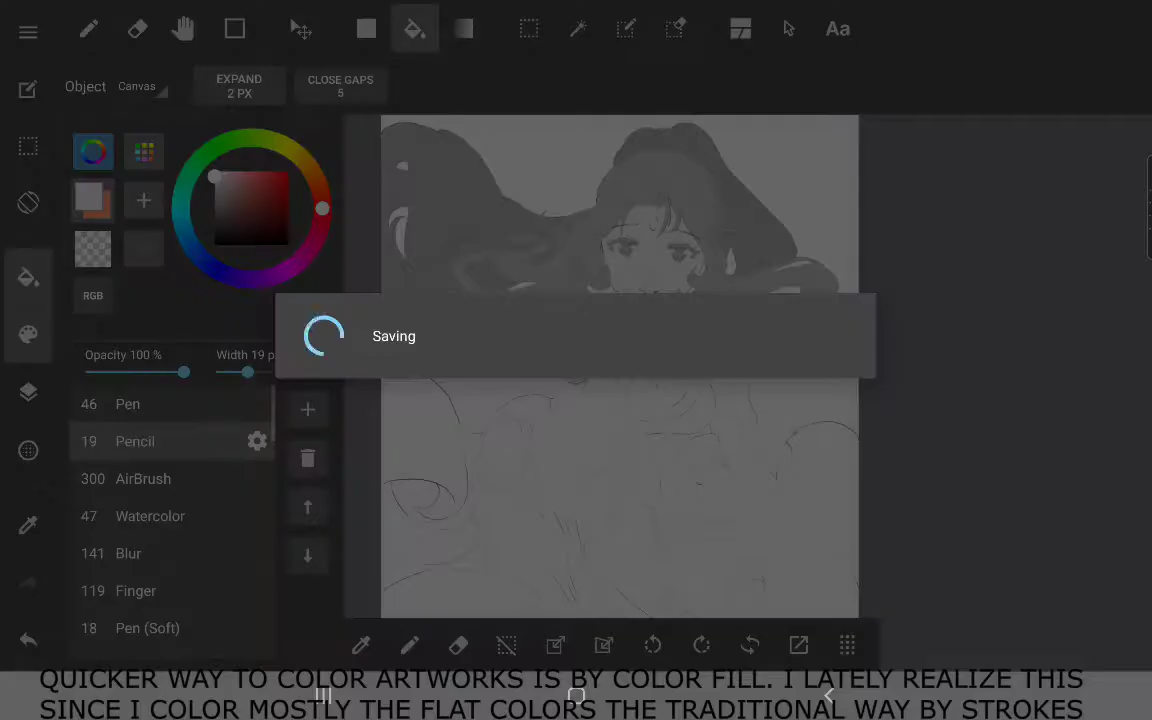 Aa
Object Canvas
EXPAND
2 PX
CLOSE GAPS
5
RGB
Saving
Opacity 100 %
Width 19 p
46 Pen
19 Pencil
300 AirBrush
47 Watercolor
141 Blur
119 Finger
18 Pen (Soft)
QUICKER WAY TO COLOR ARTWORKS IS BY COLOR FILL. I LATELY REALIZE THIS
SINCE I COLOR MOSTLY THE FLAT COLORS THE TRADITIONAL WAY BY STROKES